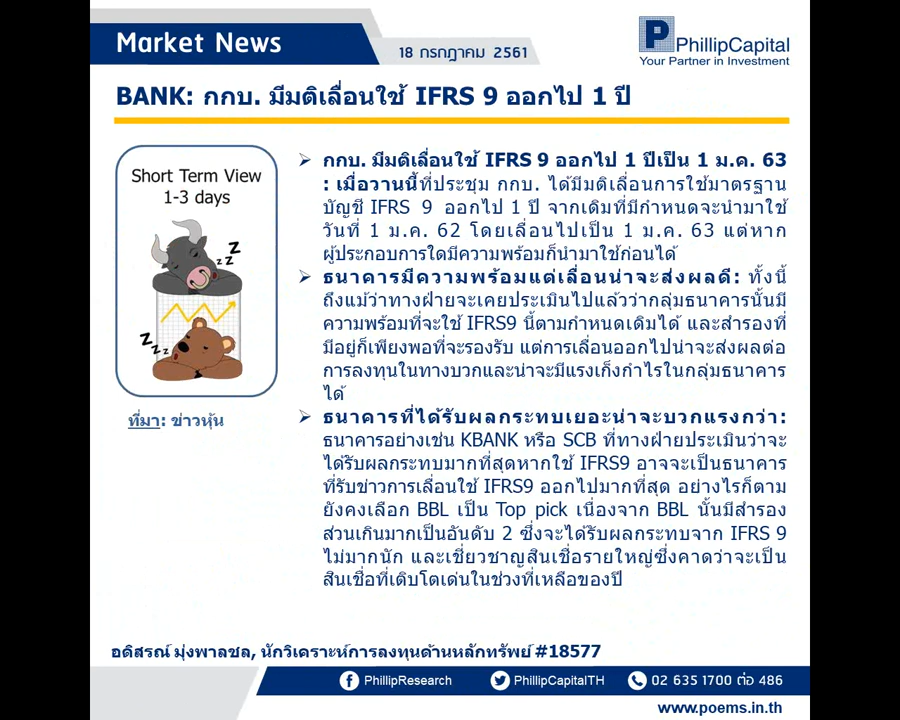 Market News
18 กรกฎาคม 2561
P PhillipCapital
Your Partner in Investment
BANK: กกบ. มีมติเลื่อนใช้ IFRS 9 ออกไป 1 ปี
Short Term View
1-3 days
z z Z
Z z z
ที่มา: ข่าวหุ้น
➢ กกบ. มีมติเลื่อนใช้ IFRS 9 ออกไป 1 ปีเป็น 1 ม.ค. 63
: เมื่อวานนี้ที่ประชุม กกบ. ได้มีมติเลื่อนการใช้มาตรฐาน
บัญชี IFRS 9 ออกไป 1 ปี จากเดิมที่มีกำหนดจะนำมาใช้
วันที่ 1 ม.ค. 62 โดยเลื่อนไปเป็น 1 ม.ค. 63 แต่หาก
ผู้ประกอบการใดมีความพร้อมก็นำมาใช้ก่อนได้
➢ ธนาคารมีความพร้อมแต่เลื่อนน่าจะส่งผลดี: ทั้งนี้
ถึงแม้ว่าทางฝ่ายจะเคยประเมินไปแล้วว่ากลุ่มธนาคารนั้นมี
ความพร้อมที่จะใช้ IFRS9 นี้ตามกำหนดเดิมได้ และสำรองที่
มีอยู่ก็เพียงพอที่จะรองรับ แต่การเลื่อนออกไปน่าจะส่งผลต่อ
การลงทุนในทางบวกและน่าจะมีแรงเก็งกำไรในกลุ่มธนาคาร
ได้
➢ ธนาคารที่ได้รับผลกระทบเยอะน่าจะบวกแรงกว่า:
ธนาคารอย่างเช่น KBANK หรือ SCB ที่ทางฝ่ายประเมินว่าจะ
ได้รับผลกระทบมากที่สุดหากใช้ IFRS9 อาจจะเป็นธนาคาร
ที่รับข่าวการเลื่อนใช้ IFRS9 ออกไปมากที่สุด อย่างไรก็ตาม
ยังคงเลือก BBL เป็น Top pick เนื่องจาก BBL นั้นมีสำรอง
ส่วนเกินมากเป็นอันดับ 2 ซึ่งจะได้รับผลกระทบจาก IFRS 9
ไม่มากนัก และเชี่ยวชาญสินเชื่อรายใหญ่ซึ่งคาดว่าจะเป็น
สินเชื่อที่เติบโตเด่นในช่วงที่เหลือของปี
อดิสรณ์ มุ่งพาลชล, นักวิเคราะห์การลงทุนด้านหลักทรัพย์ #18577
PhillipResearch PhillipCapitalTH 02 635 1700 ต่อ 486
www.poems.in.th